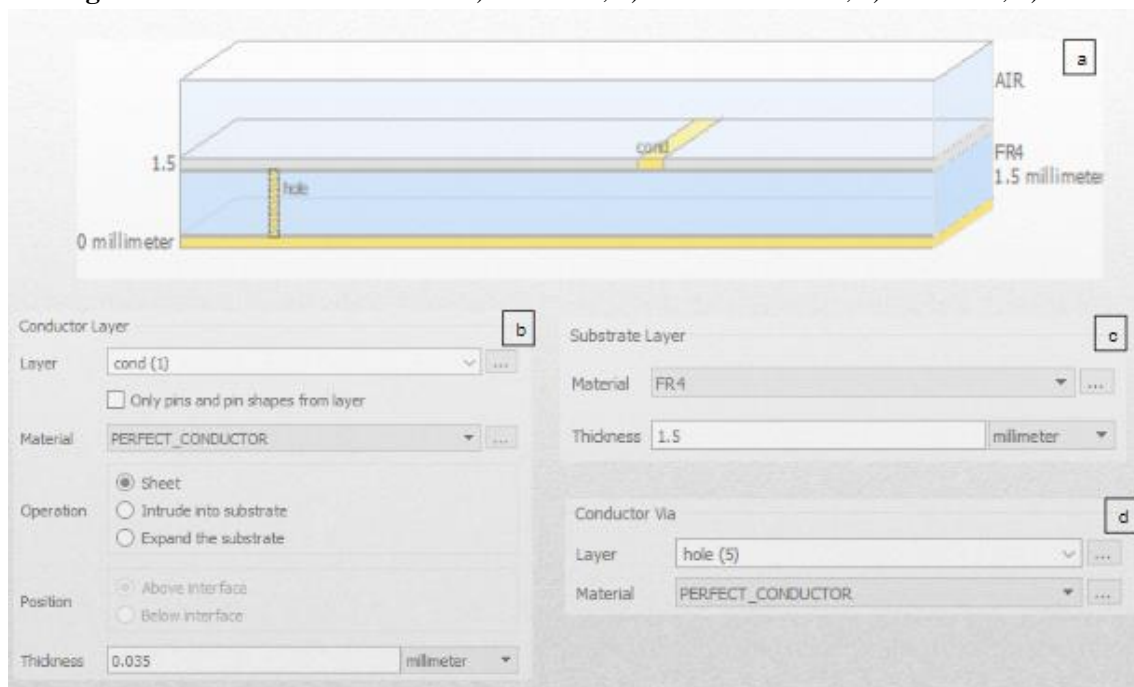 a
AIR
cond
1.5
FR4
1.5 millimeter
hole
0 millimeter
Conductor Layer
b
Layer cond (1) ...
Only pins and pin shapes from layer
Material PERFECT_CONDUCTOR ...
Operation
Sheet
Intrude into substrate
Expand the substrate
Position
Above interface
Below interface
Thickness 0.035 millimeter
Substrate Layer
c
Material FR4 ...
Thickness 1.5 millimeter
Conductor Via
d
Layer hole (5) ...
Material PERFECT_CONDUCTOR ...